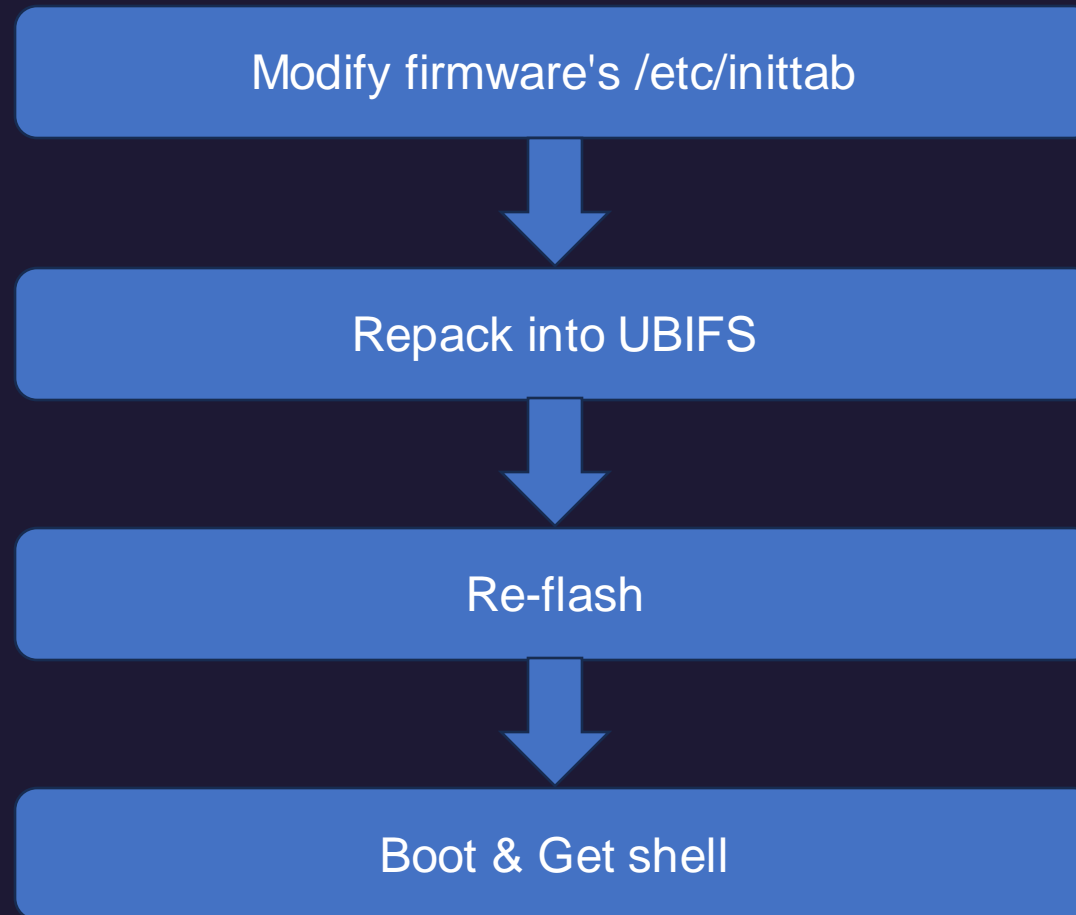 Modify firmware's /etc/inittab
Repack into UBIFS
Re-flash
Boot & Get shell